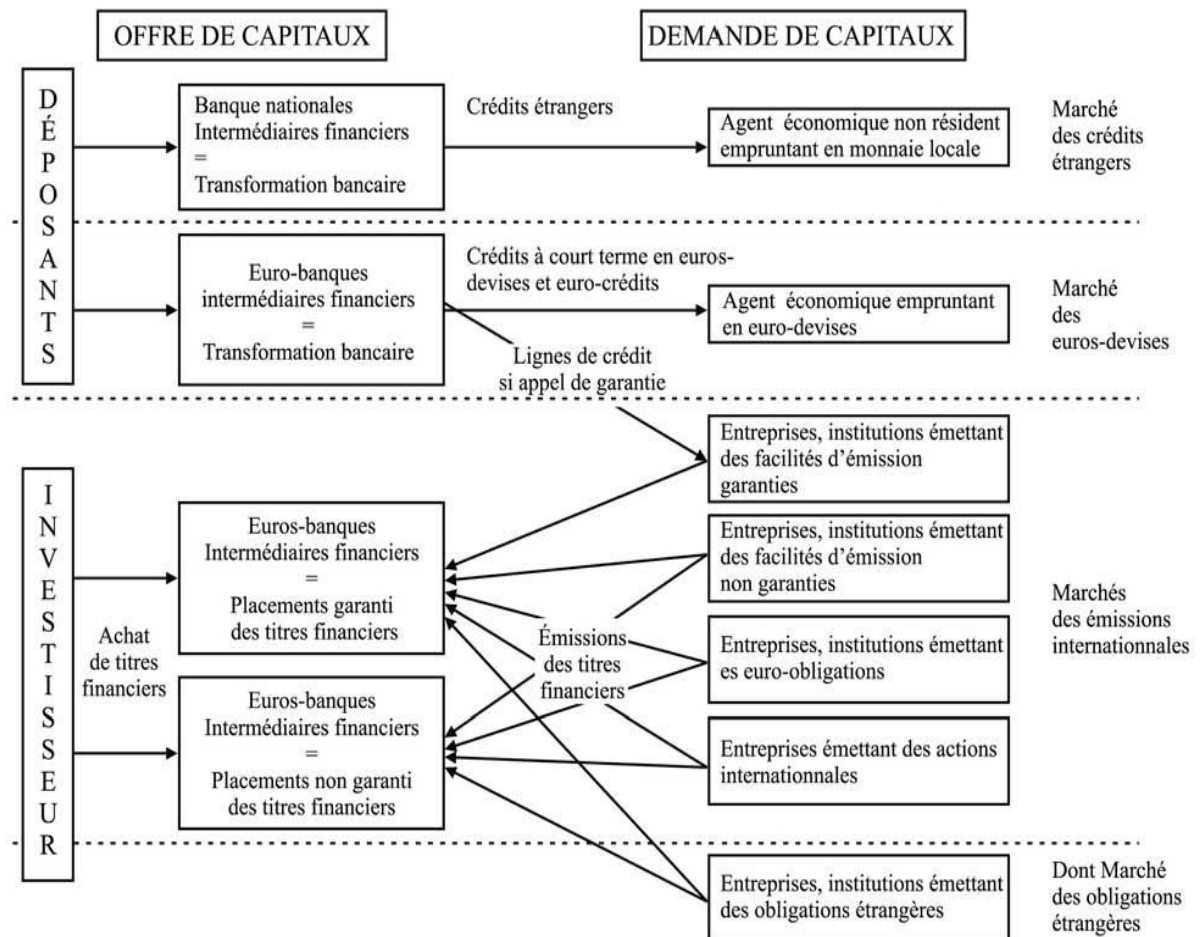 OFFRE DE CAPITAUX
DEMANDE DE CAPITAUX
DÉPOSANTS
Banque nationales
Intermédiaires financiers
=
Transformation bancaire
Crédits étrangers
Agent économique non résident
empruntant en monnaie locale
Marché
des crédits
étrangers
Euro-banques
intermédiaires financiers
=
Transformation bancaire
Crédits à court terme en euros-
devises et euro-crédits
Agent économique empruntant
en euro-devises
Marché
des
euros-devises
Lignes de crédit
si appel de garantie
INVESTISSEUR
Achat
de titres
financiers
Euros-banques
Intermédiaires financiers
=
Placements garanti
des titres financiers
Euros-banques
Intermédiaires financiers
=
Placements non garanti
des titres financiers
Émissions
des titres
financiers
Entreprises, institutions émettant
des facilités d’émission
garanties
Entreprises, institutions émettant
des facilités d’émission
non garanties
Entreprises, institutions émettant
es euro-obligations
Entreprises émettant des actions
internationnales
Marchés
des émissions
internationnales
Entreprises, institutions émettant
des obligations étrangères
Dont Marché
des obligations
étrangères